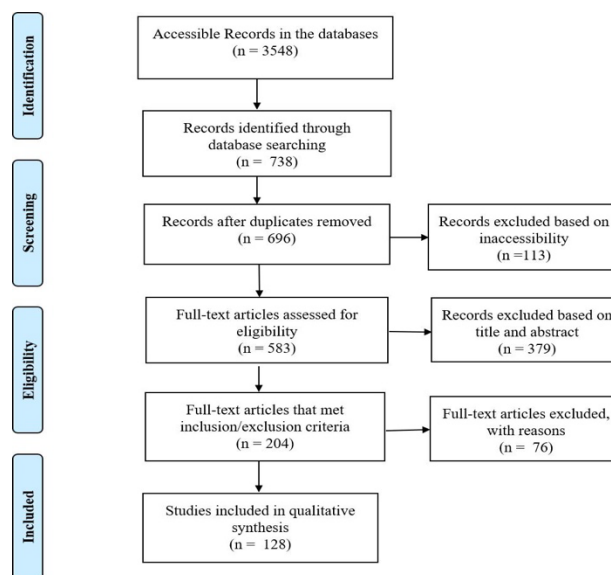 Identification
Accessible Records in the databases
(n = 3548)
Records identified through
database searching
(n = 738)
Screening
Records after duplicates removed
(n = 696)
Records excluded based on
inaccessibility
(n =113)
Eligibility
Full-text articles assessed for
eligibility
(n = 583)
Records excluded based on
title and abstract
(n = 379)
Full-text articles that met
inclusion/exclusion criteria
(n = 204)
Full-text articles excluded,
with reasons
(n = 76)
Included
Studies included in qualitative
synthesis
(n = 128)